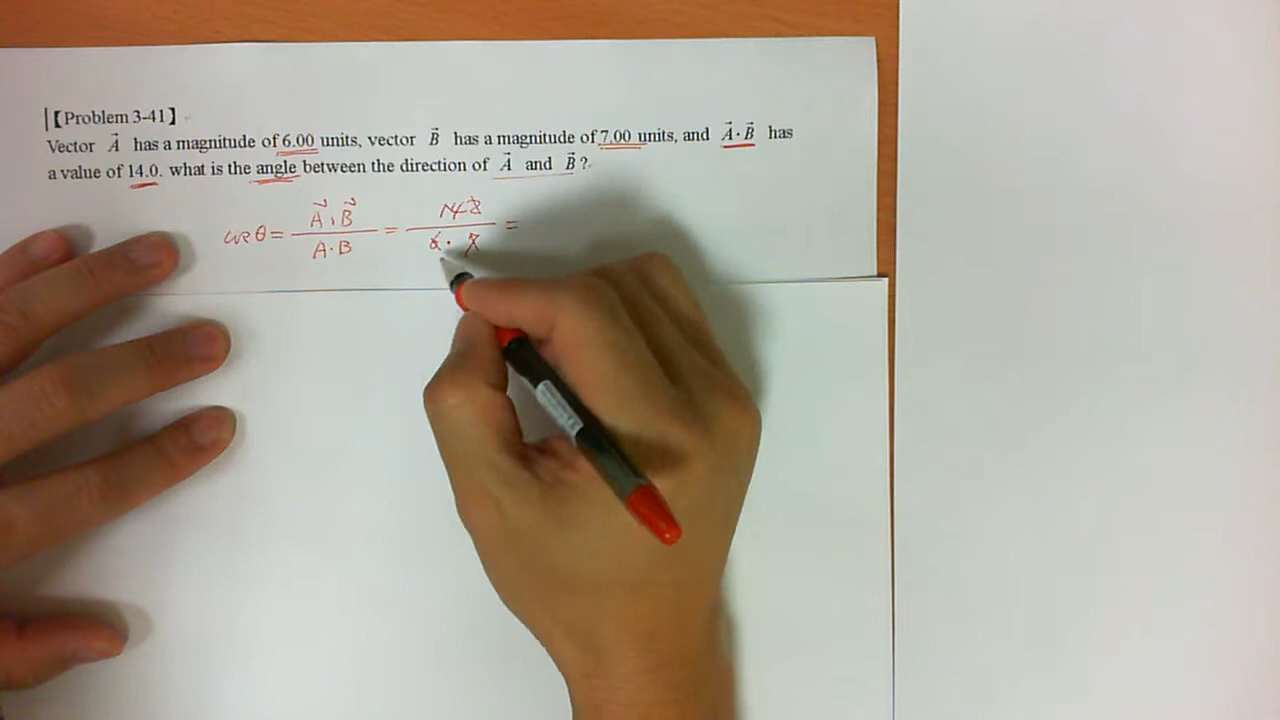 【Problem 3-41】
Vector A⃗ has a magnitude of 6.00 units, vector B⃗ has a magnitude of 7.00 units, and A⃗·B⃗ has
a value of 14.0. what is the angle between the direction of A⃗ and B⃗ ?
cosθ = A⃗·B⃗ / A·B = 14 2 / 6 · 7 =